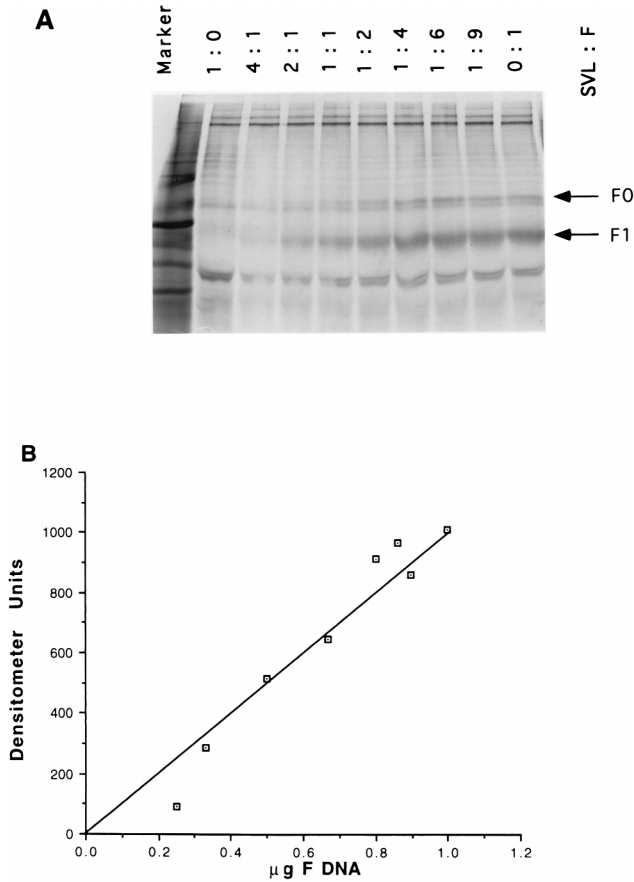 A
Marker
1 : 0
4 : 1
2 : 1
1 : 1
1 : 2
1 : 4
1 : 6
1 : 9
0 : 1
SVL : F
F0
F1
B
Densitometer Units
1200
1000
800
600
400
200
0
0.0 0.2 0.4 0.6 0.8 1.0 1.2
μg F DNA